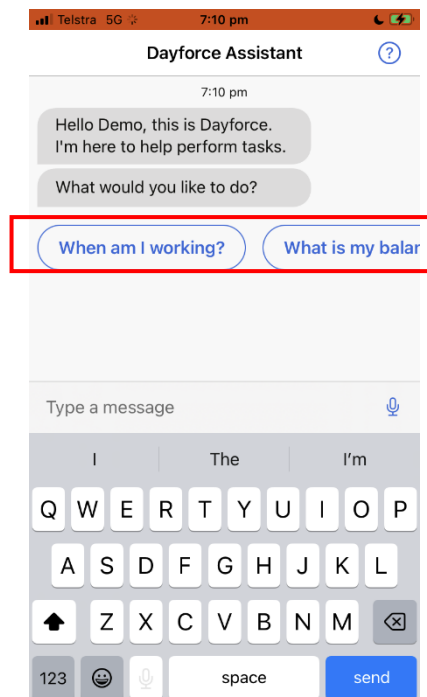 Telstra 5G 7:10 pm
Dayforce Assistant ?
7:10 pm
Hello Demo, this is Dayforce.
I'm here to help perform tasks.
What would you like to do?
When am I working? What is my balar
Type a message
I The I'm
Q W E R T Y U I O P
A S D F G H J K L
Z X C V B N M
123 space send